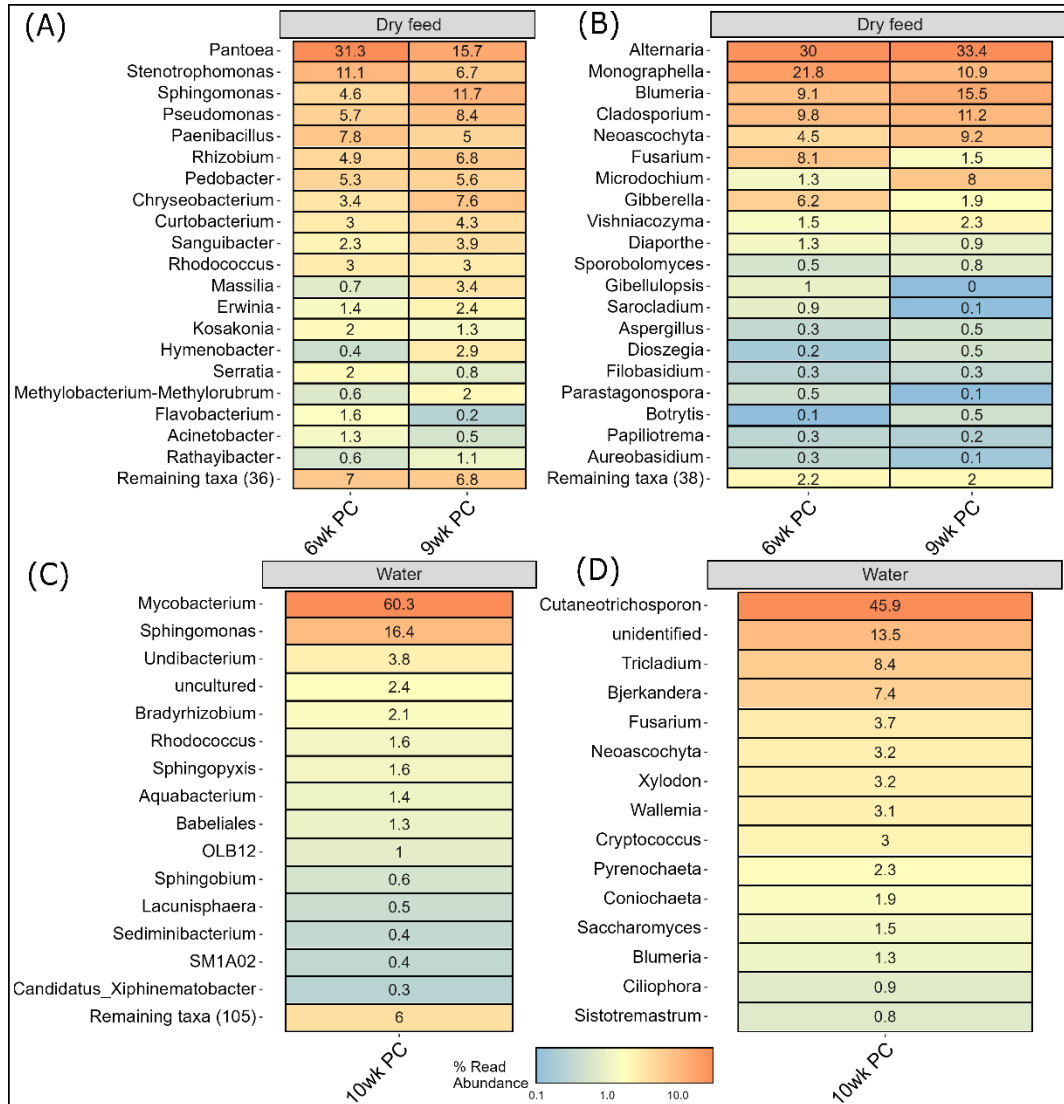 (A)
Dry feed
Pantoea 31.3 15.7
Stenotrophomonas 11.1 6.7
Sphingomonas 4.6 11.7
Pseudomonas 5.7 8.4
Paenibacillus 7.8 5
Rhizobium 4.9 6.8
Pedobacter 5.3 5.6
Chryseobacterium 3.4 7.6
Curtobacterium 3 4.3
Sanguibacter 2.3 3.9
Rhodococcus 3 3
Massilia 0.7 3.4
Erwinia 1.4 2.4
Kosakonia 2 1.3
Hymenobacter 0.4 2.9
Serratia 2 0.8
Methylobacterium-Methylorubrum 0.6 2
Flavobacterium 1.6 0.2
Acinetobacter 1.3 0.5
Rathayibacter 0.6 1.1
Remaining taxa (36) 7 6.8
6wk PC 9wk PC
(B)
Dry feed
Alternaria 30 33.4
Monographella 21.8 10.9
Blumeria 9.1 15.5
Cladosporium 9.8 11.2
Neoascochyta 4.5 9.2
Fusarium 8.1 1.5
Microdochium 1.3 8
Gibberella 6.2 1.9
Vishniacozyma 1.5 2.3
Diaporthe 1.3 0.9
Sporobolomyces 0.5 0.8
Gibellulopsis 1 0
Sarocladium 0.9 0.1
Aspergillus 0.3 0.5
Dioszegia 0.2 0.5
Filobasidium 0.3 0.3
Parastagonospora 0.5 0.1
Botrytis 0.1 0.5
Papiliotrema 0.3 0.2
Aureobasidium 0.3 0.1
Remaining taxa (38) 2.2 2
6wk PC 9wk PC
(C)
Water
Mycobacterium 60.3
Sphingomonas 16.4
Undibacterium 3.8
uncultured 2.4
Bradyrhizobium 2.1
Rhodococcus 1.6
Sphingopyxis 1.6
Aquabacterium 1.4
Babeliales 1.3
OLB12 1
Sphingobium 0.6
Lacunisphaera 0.5
Sediminibacterium 0.4
SM1A02 0.4
Candidatus_Xiphinematobacter 0.3
Remaining taxa (105) 6
10wk PC
(D)
Water
Cutaneotrichosporon 45.9
unidentified 13.5
Tricladium 8.4
Bjerkandera 7.4
Fusarium 3.7
Neoascochyta 3.2
Xylodon 3.2
Wallemia 3.1
Cryptococcus 3
Pyrenochaeta 2.3
Coniochaeta 1.9
Saccharomyces 1.5
Blumeria 1.3
Ciliophora 0.9
Sistotremastrum 0.8
10wk PC
% Read
Abundance
0.1 1.0 10.0